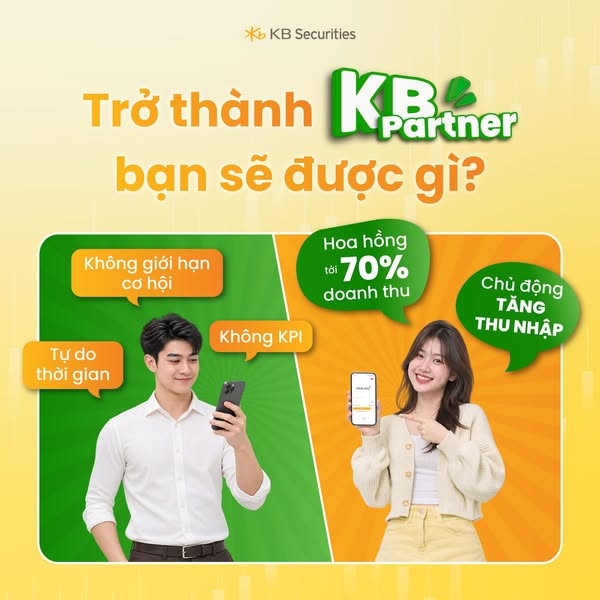 KB Securities
Trở thành KB Partner
bạn sẽ được gì?
Không giới hạn
cơ hội
Không KPI
Tự do
thời gian
Hoa hồng
tới 70%
doanh thu
Chủ động
TĂNG
THU NHẬP